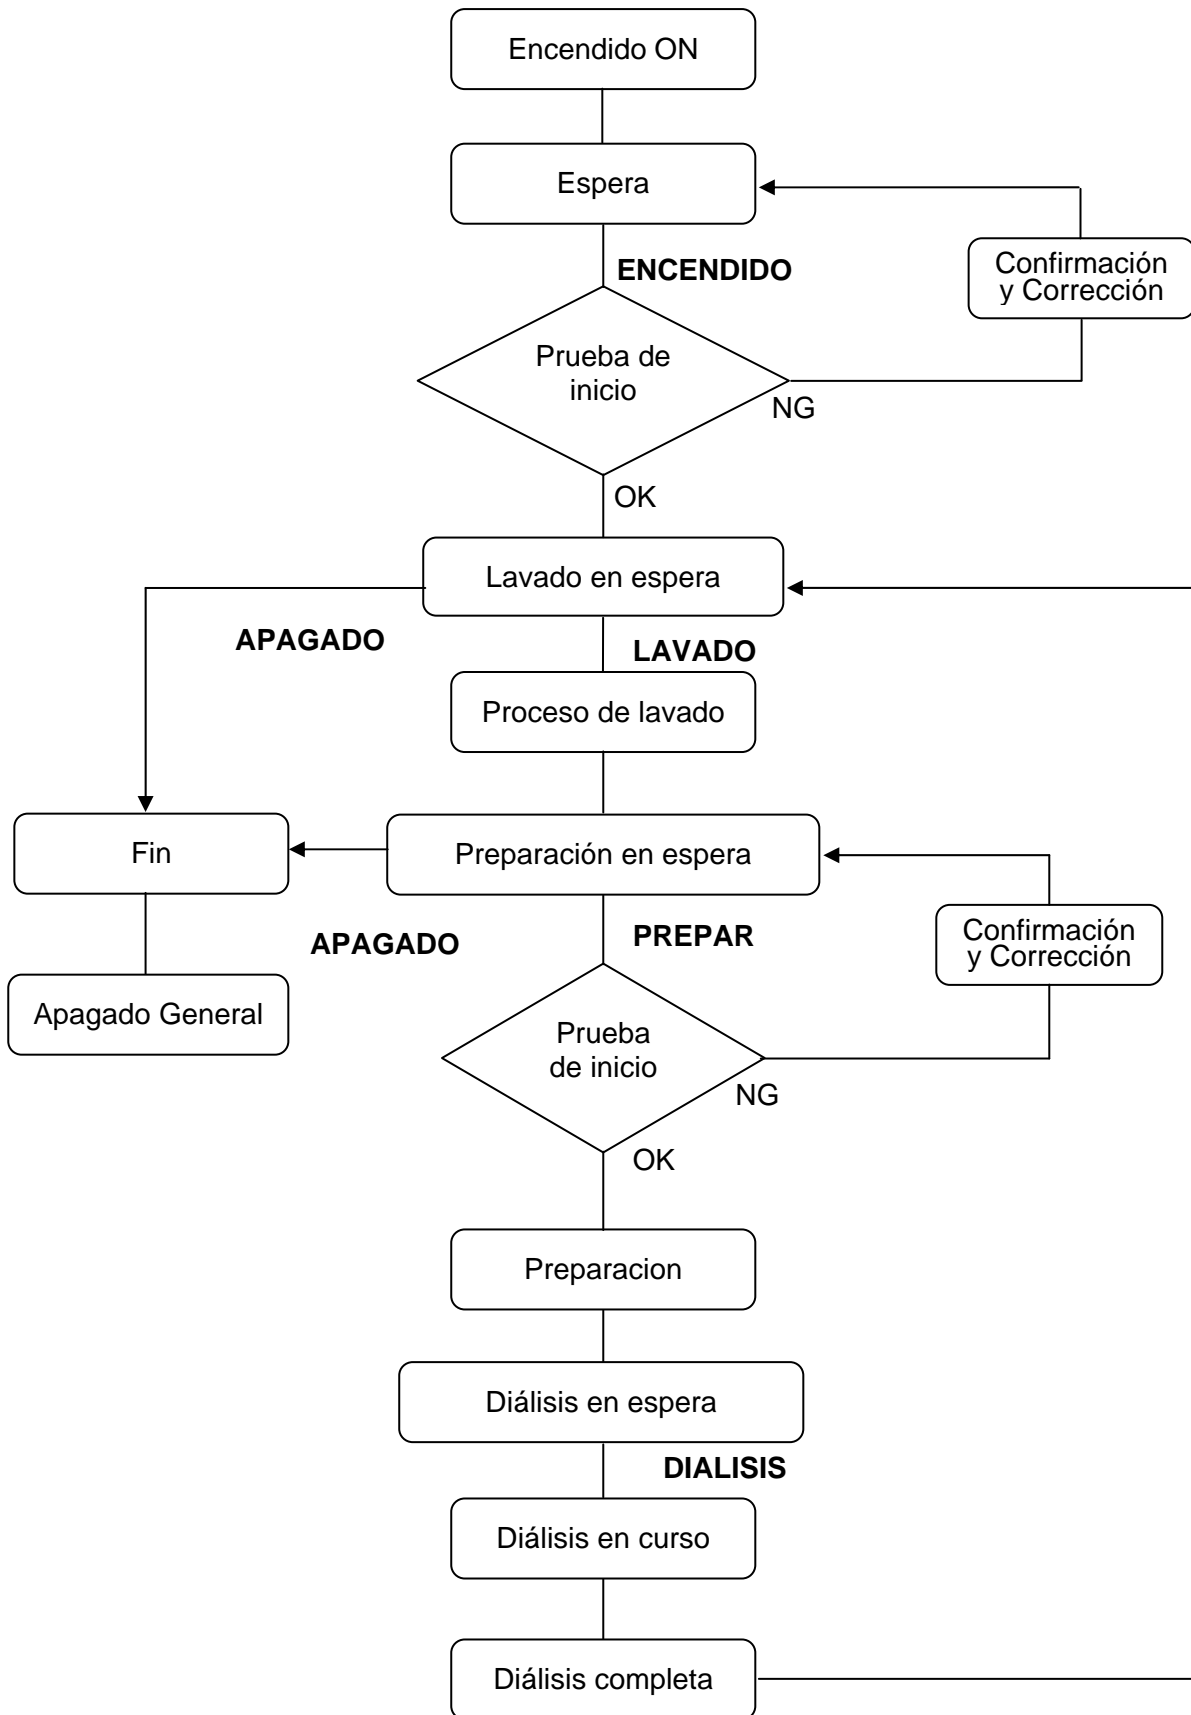 Encendido ON
Espera
ENCENDIDO
Confirmación
y Corrección
Prueba de
inicio
NG
OK
Lavado en espera
APAGADO
LAVADO
Proceso de lavado
Fin
Preparación en espera
APAGADO
PREPAR
Confirmación
y Corrección
Apagado General
Prueba
de inicio
NG
OK
Preparacion
Diálisis en espera
DIALISIS
Diálisis en curso
Diálisis completa